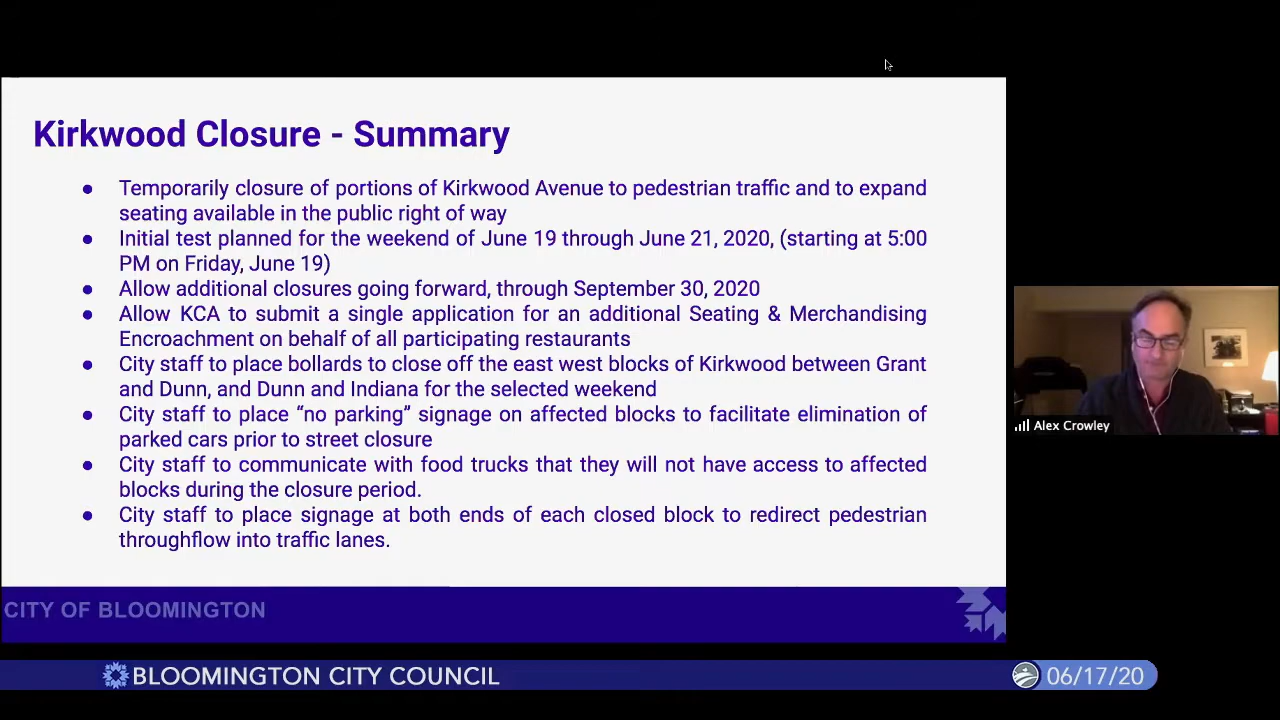 Kirkwood Closure - Summary
● Temporarily closure of portions of Kirkwood Avenue to pedestrian traffic and to expand
seating available in the public right of way
● Initial test planned for the weekend of June 19 through June 21, 2020, (starting at 5:00
PM on Friday, June 19)
● Allow additional closures going forward, through September 30, 2020
● Allow KCA to submit a single application for an additional Seating & Merchandising
Encroachment on behalf of all participating restaurants
● City staff to place bollards to close off the east west blocks of Kirkwood between Grant
and Dunn, and Dunn and Indiana for the selected weekend
● City staff to place “no parking” signage on affected blocks to facilitate elimination of
parked cars prior to street closure
● City staff to communicate with food trucks that they will not have access to affected
blocks during the closure period.
● City staff to place signage at both ends of each closed block to redirect pedestrian
throughflow into traffic lanes.
Alex Crowley
CITY OF BLOOMINGTON
BLOOMINGTON CITY COUNCIL
06/17/20